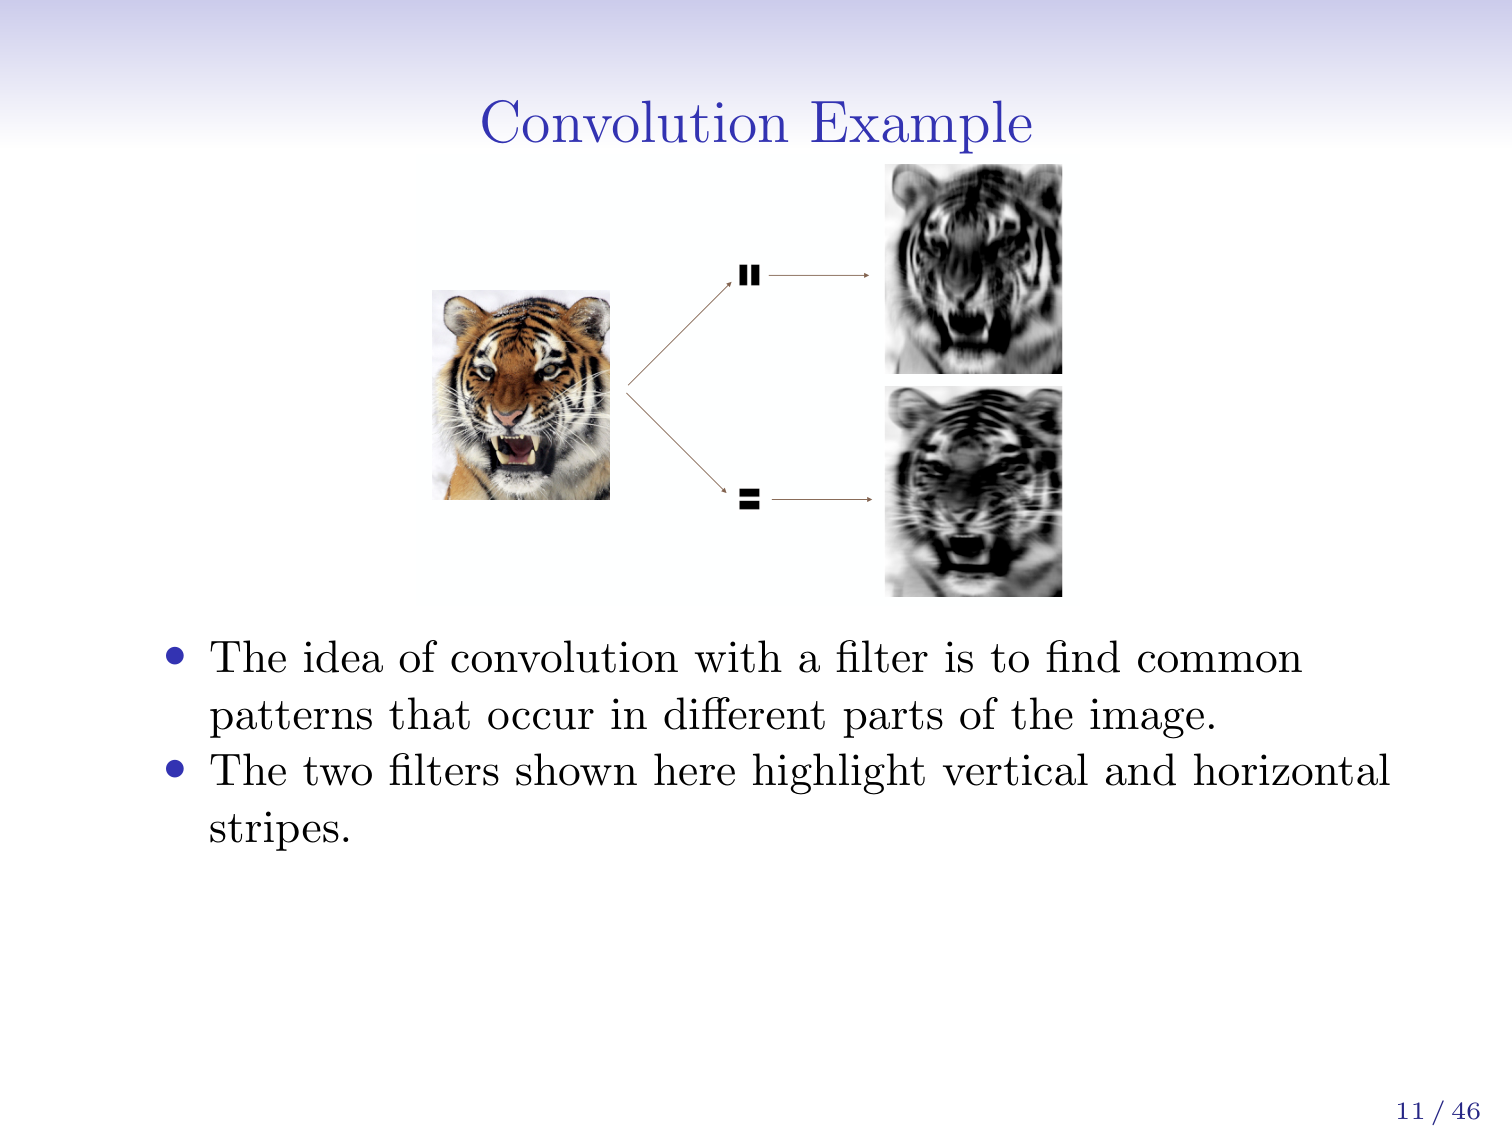 Convolution Example
• The idea of convolution with a filter is to find common
patterns that occur in different parts of the image.
• The two filters shown here highlight vertical and horizontal
stripes.
11 / 46